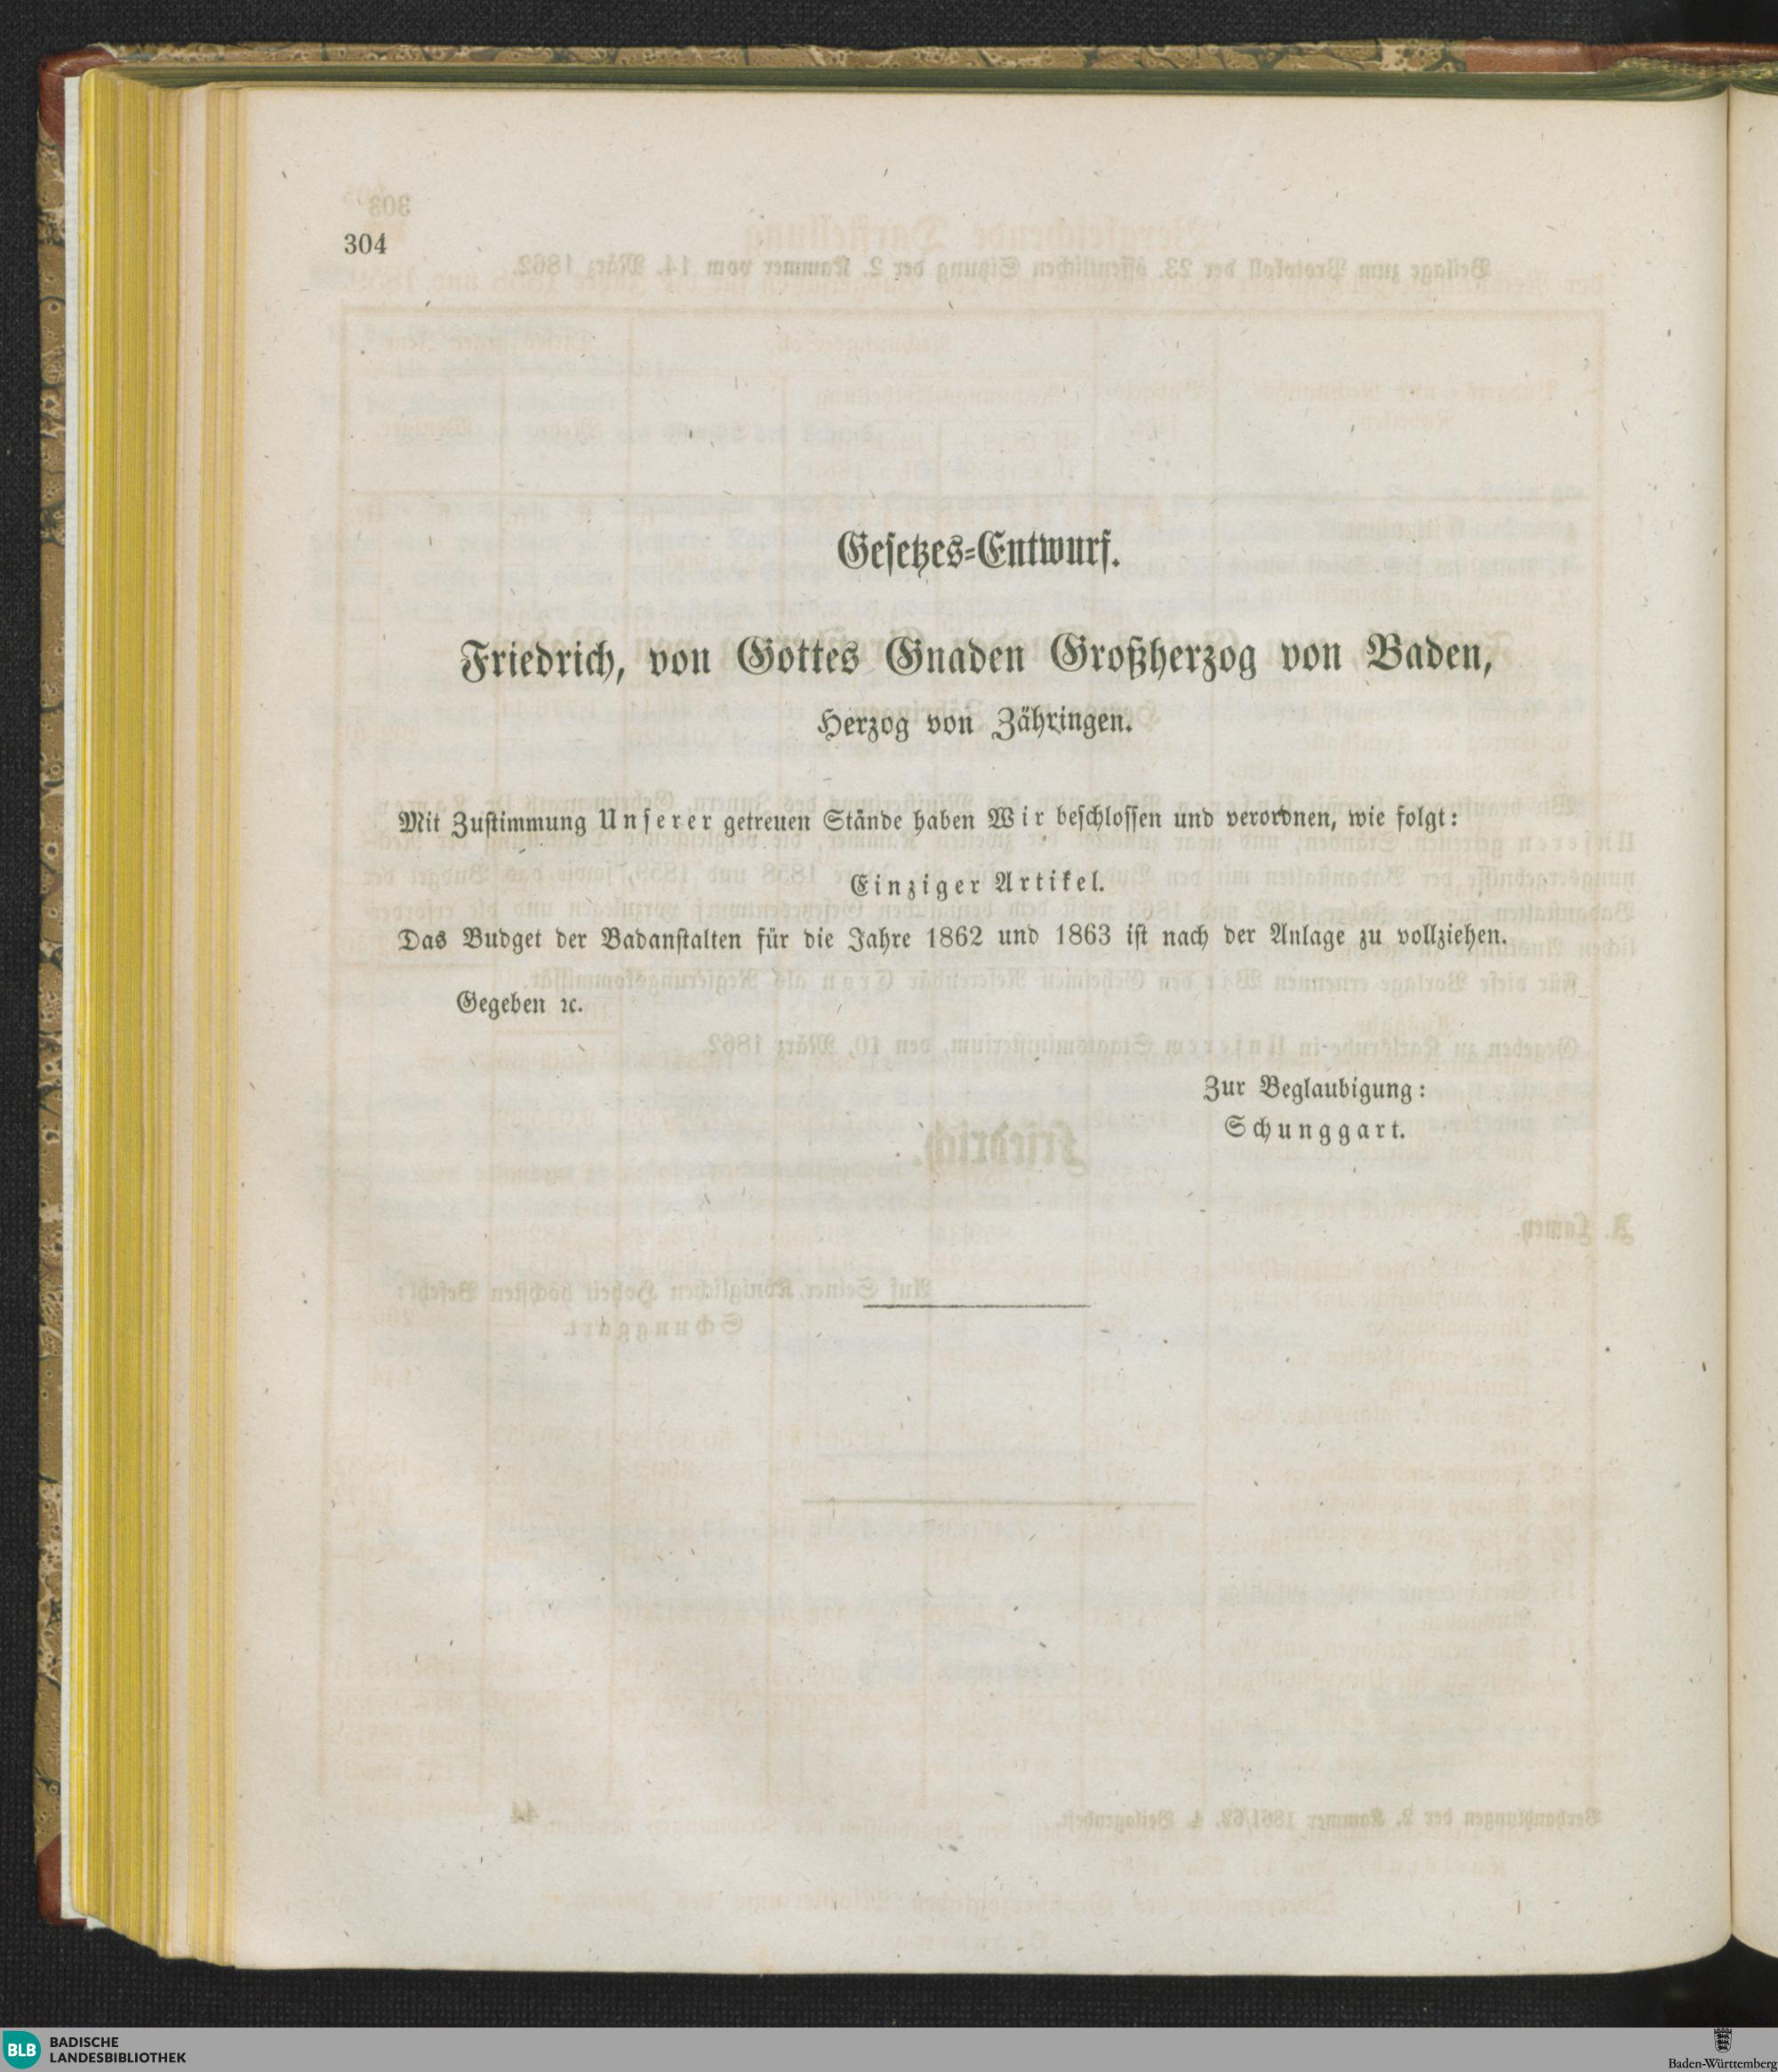 304
Gesetzes-Entwurf.
Friedrich, von Gottes Gnaden Großherzog von Baden,
Herzog von Zähringen.
Mit Zustimmung Unserer getreuen Stände haben Wir beschlossen und verordnen, wie folgt:
Einziger Artikel.
Das Budget der Badanstalten für die Jahre 1862 und 1863 ist nach der Anlage zu vollziehen.
Gegeben ꝛc.
Zur Beglaubigung:
Schunggart.
BLB BADISCHE
LANDESBIBLIOTHEK
Baden-Württemberg